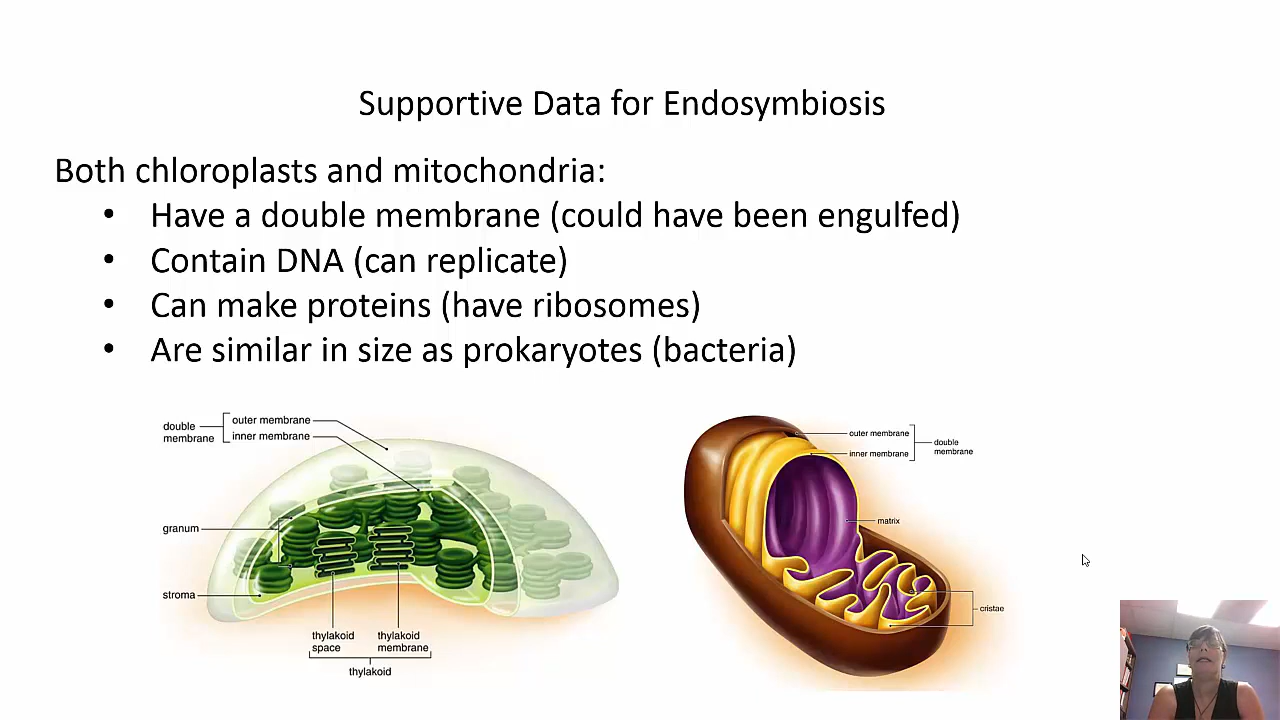 Supportive Data for Endosymbiosis
Both chloroplasts and mitochondria:
• Have a double membrane (could have been engulfed)
• Contain DNA (can replicate)
• Can make proteins (have ribosomes)
• Are similar in size as prokaryotes (bacteria)
double
membrane
outer membrane
inner membrane
granum
stroma
thylakoid
space
thylakoid
membrane
thylakoid
outer membrane
inner membrane
double
membrane
matrix
cristae